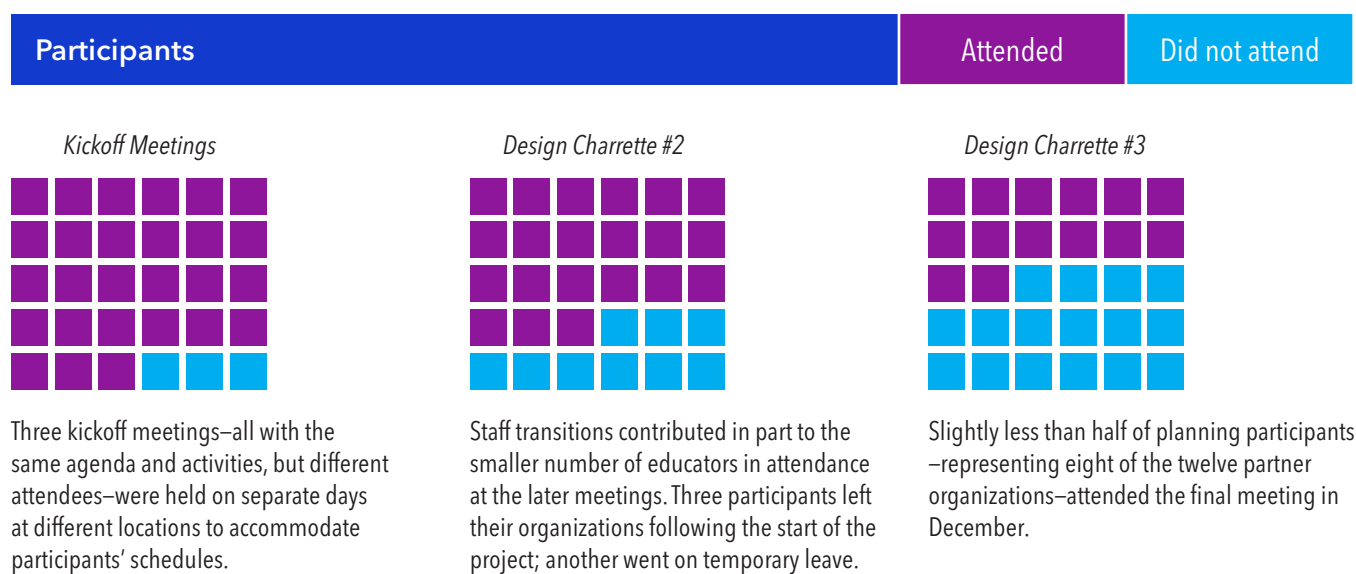 Participants
Attended
Did not attend
Kickoff Meetings
Design Charrette #2
Design Charrette #3
Three kickoff meetings—all with the
same agenda and activities, but different
attendees—were held on separate days
at different locations to accommodate
participants’ schedules.
Staff transitions contributed in part to the
smaller number of educators in attendance
at the later meetings. Three participants left
their organizations following the start of the
project; another went on temporary leave.
Slightly less than half of planning participants
—representing eight of the twelve partner
organizations—attended the final meeting in
December.